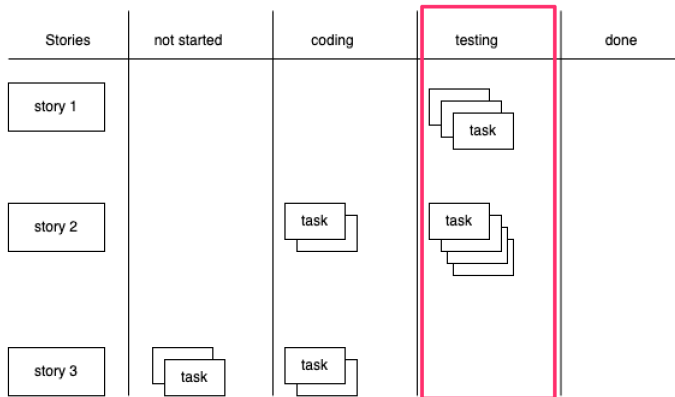 Stories not started coding testing done
story 1
task
story 2 task task
story 3 task task